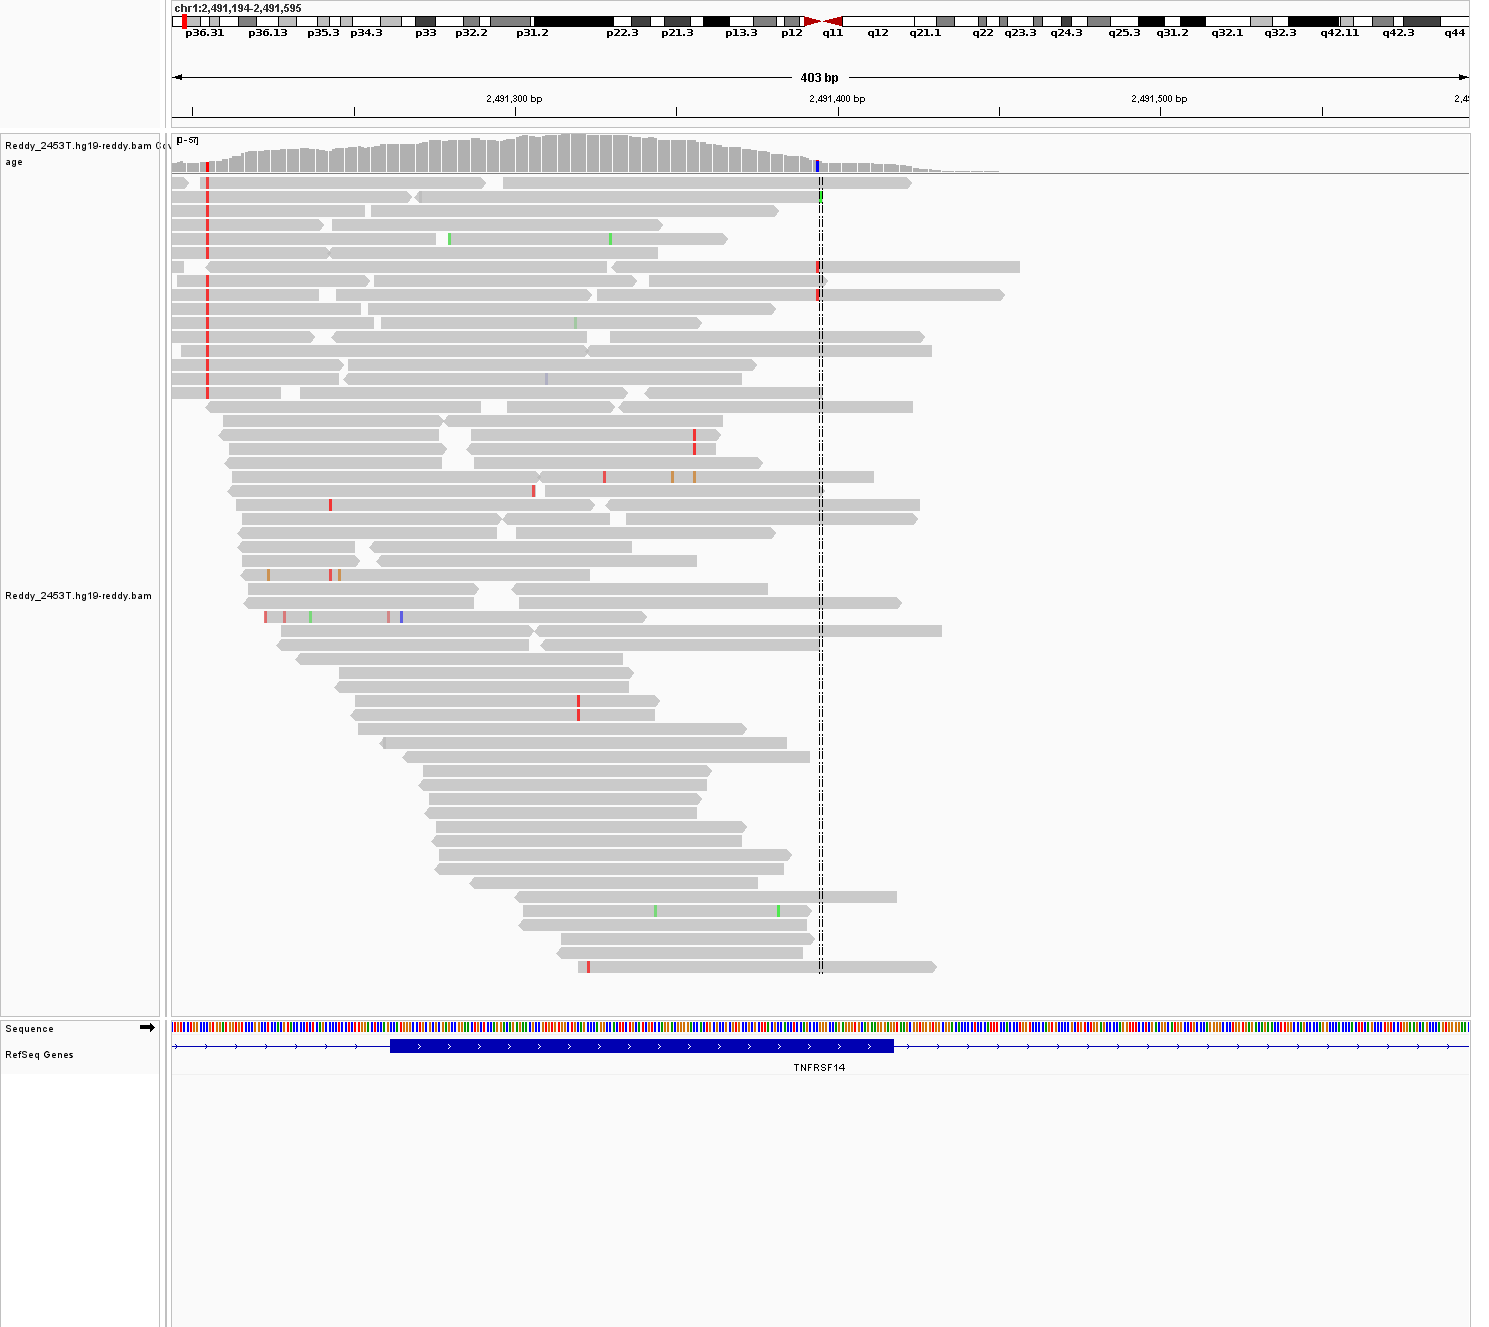 chr1:2,491,194-2,491,595
p36.31 p36.13 p35.3 p34.3 p33 p32.2 p31.2 p22.3 p21.3 p13.3 p12 q11 q12 q21.1 q22 q23.3 q24.3 q25.3 q31.2 q32.1 q32.3 q42.11 q42.3 q44
403 bp
2,491,300 bp 2,491,400 bp 2,491,500 bp 2,49
[0 - 57]
Reddy_2453T.hg19-reddy.bam Cov
age
Reddy_2453T.hg19-reddy.bam
Sequence
RefSeq Genes
TNFRSF14